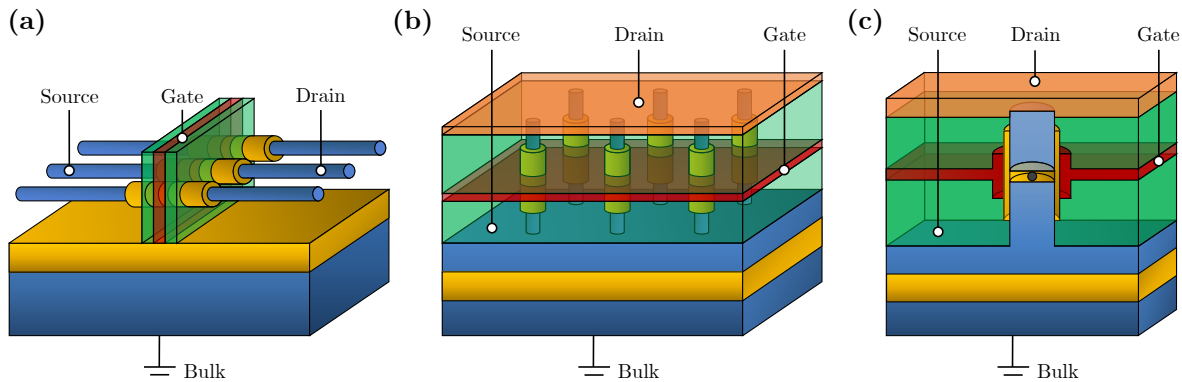 (a)
Source
Gate
Drain
Bulk
(b)
Source
Drain
Gate
Bulk
(c)
Source
Drain
Gate
Bulk